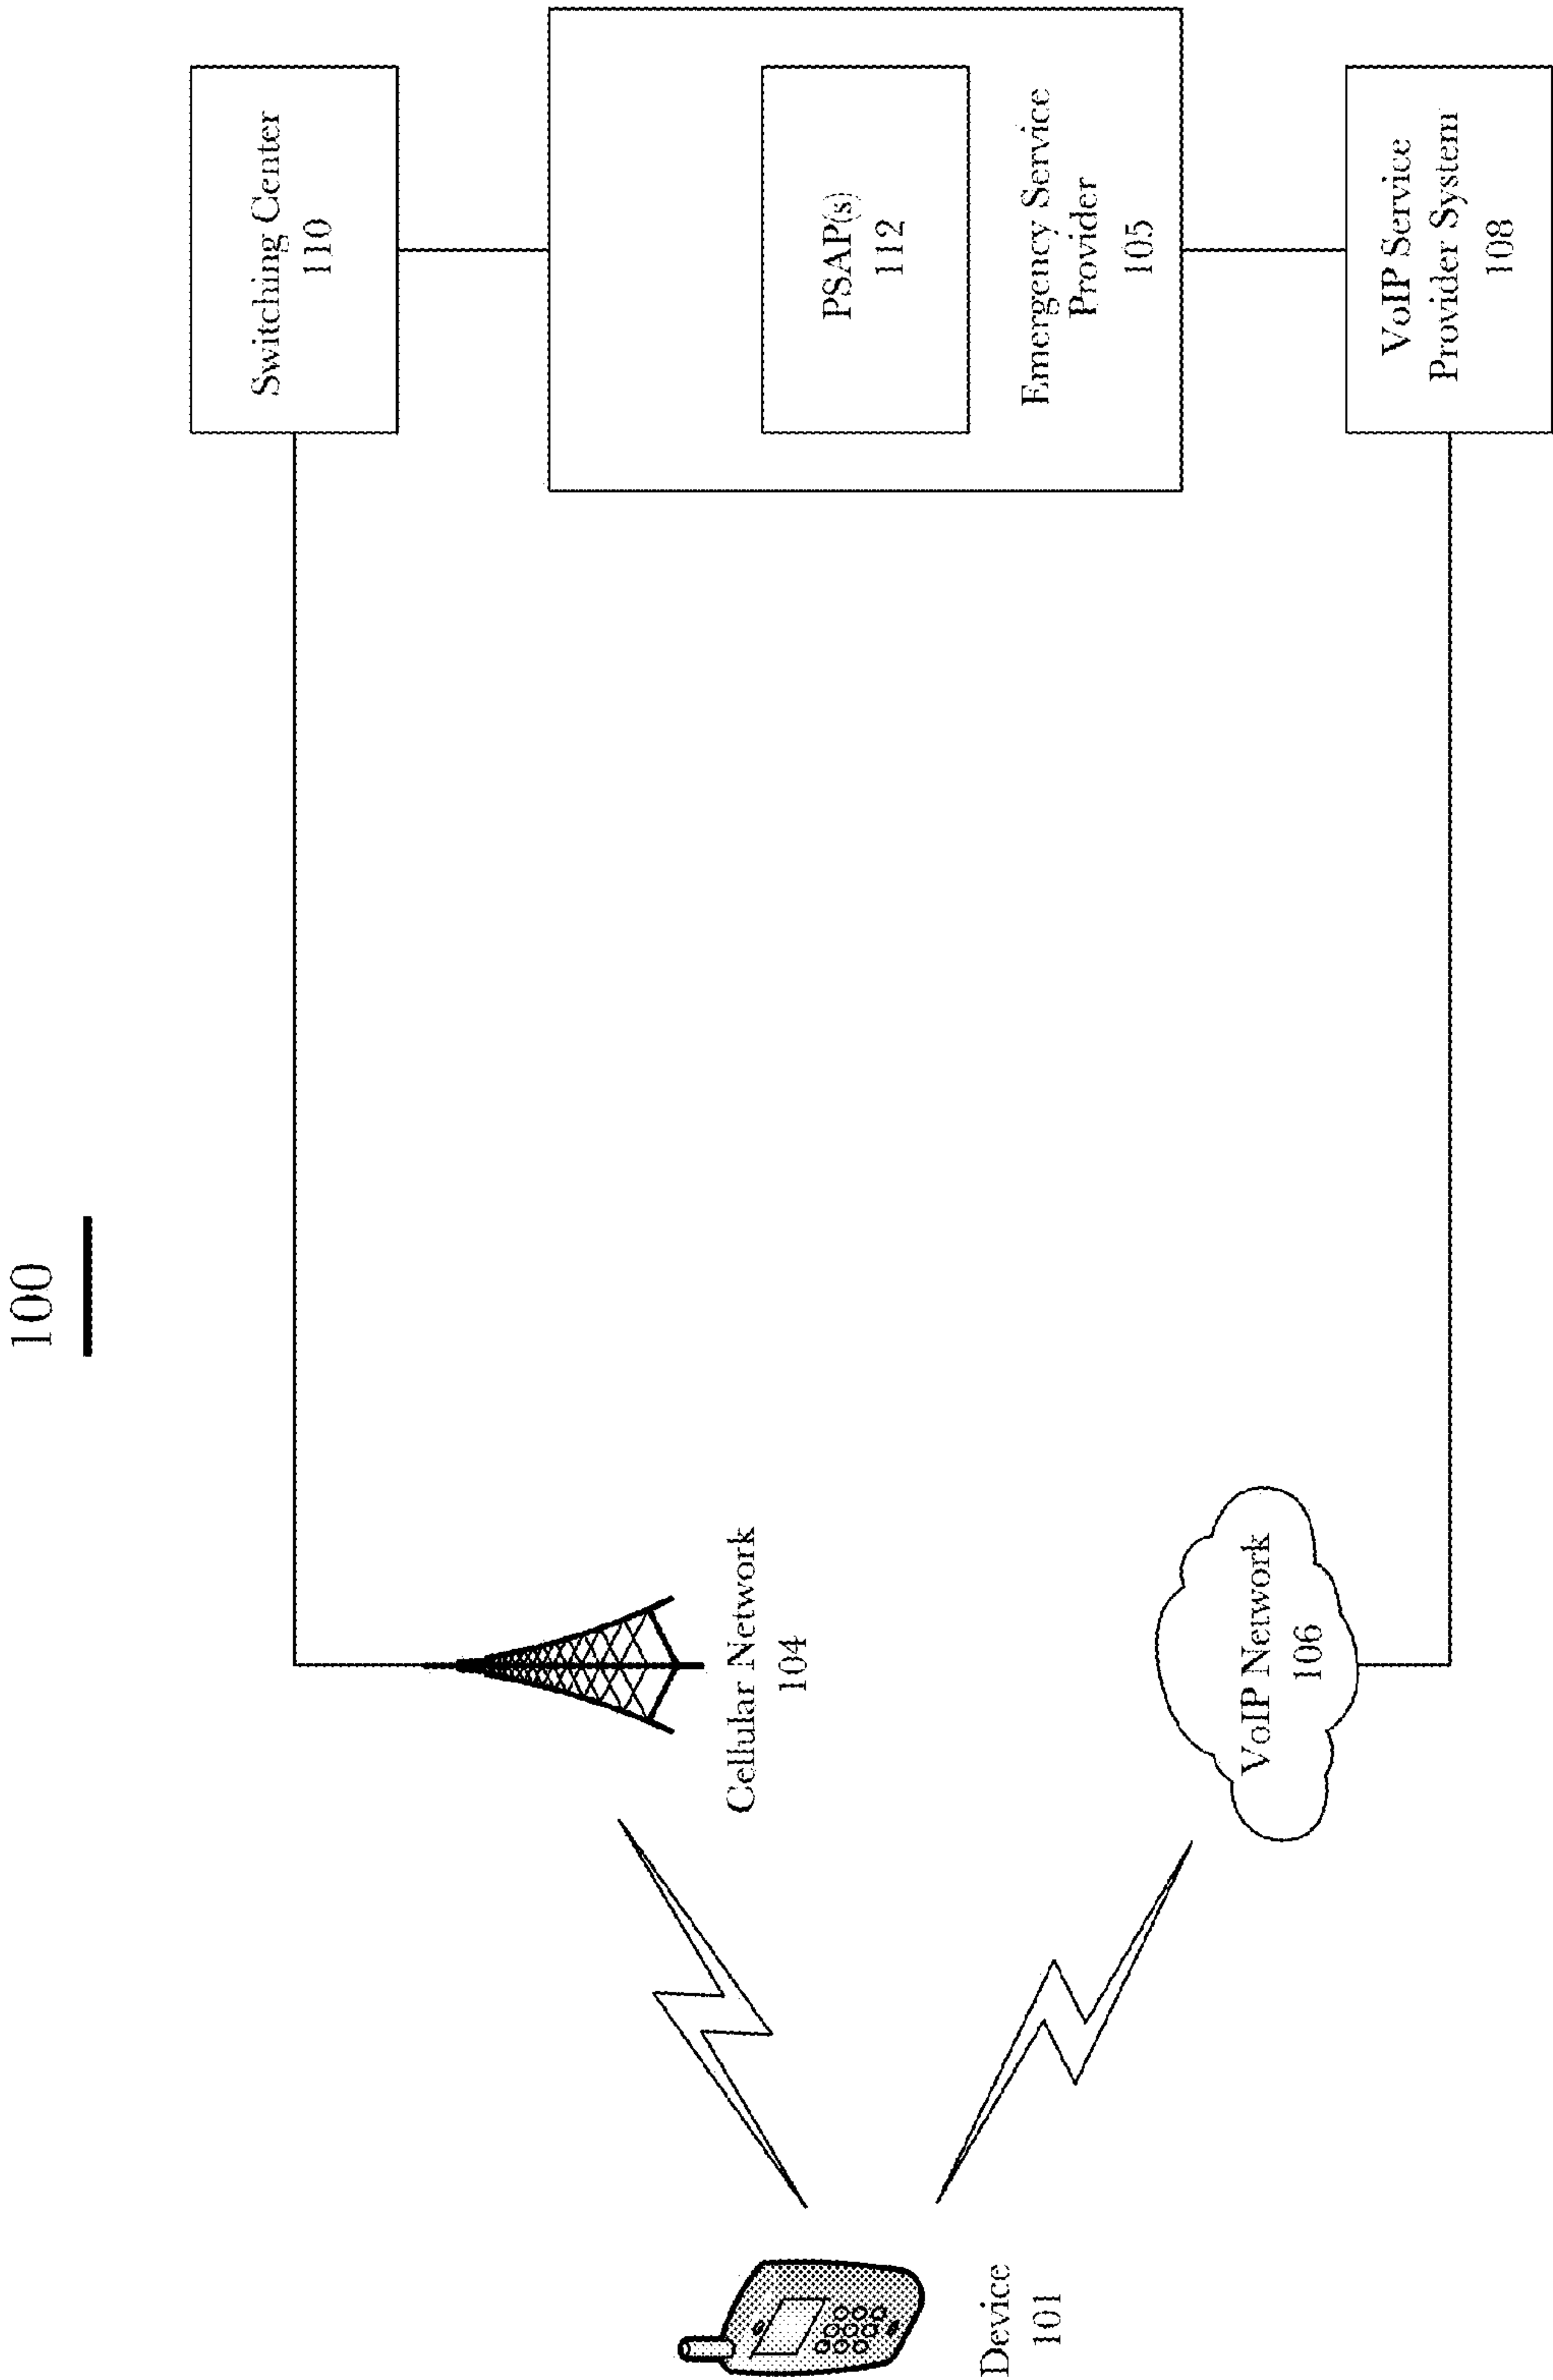 100
Switching Center
110
PSAP(s)
112
Emergency Service
Provider
105
VoIP Service
Provider System
108
Cellular Network
104
VoIP Network
106
Device
101